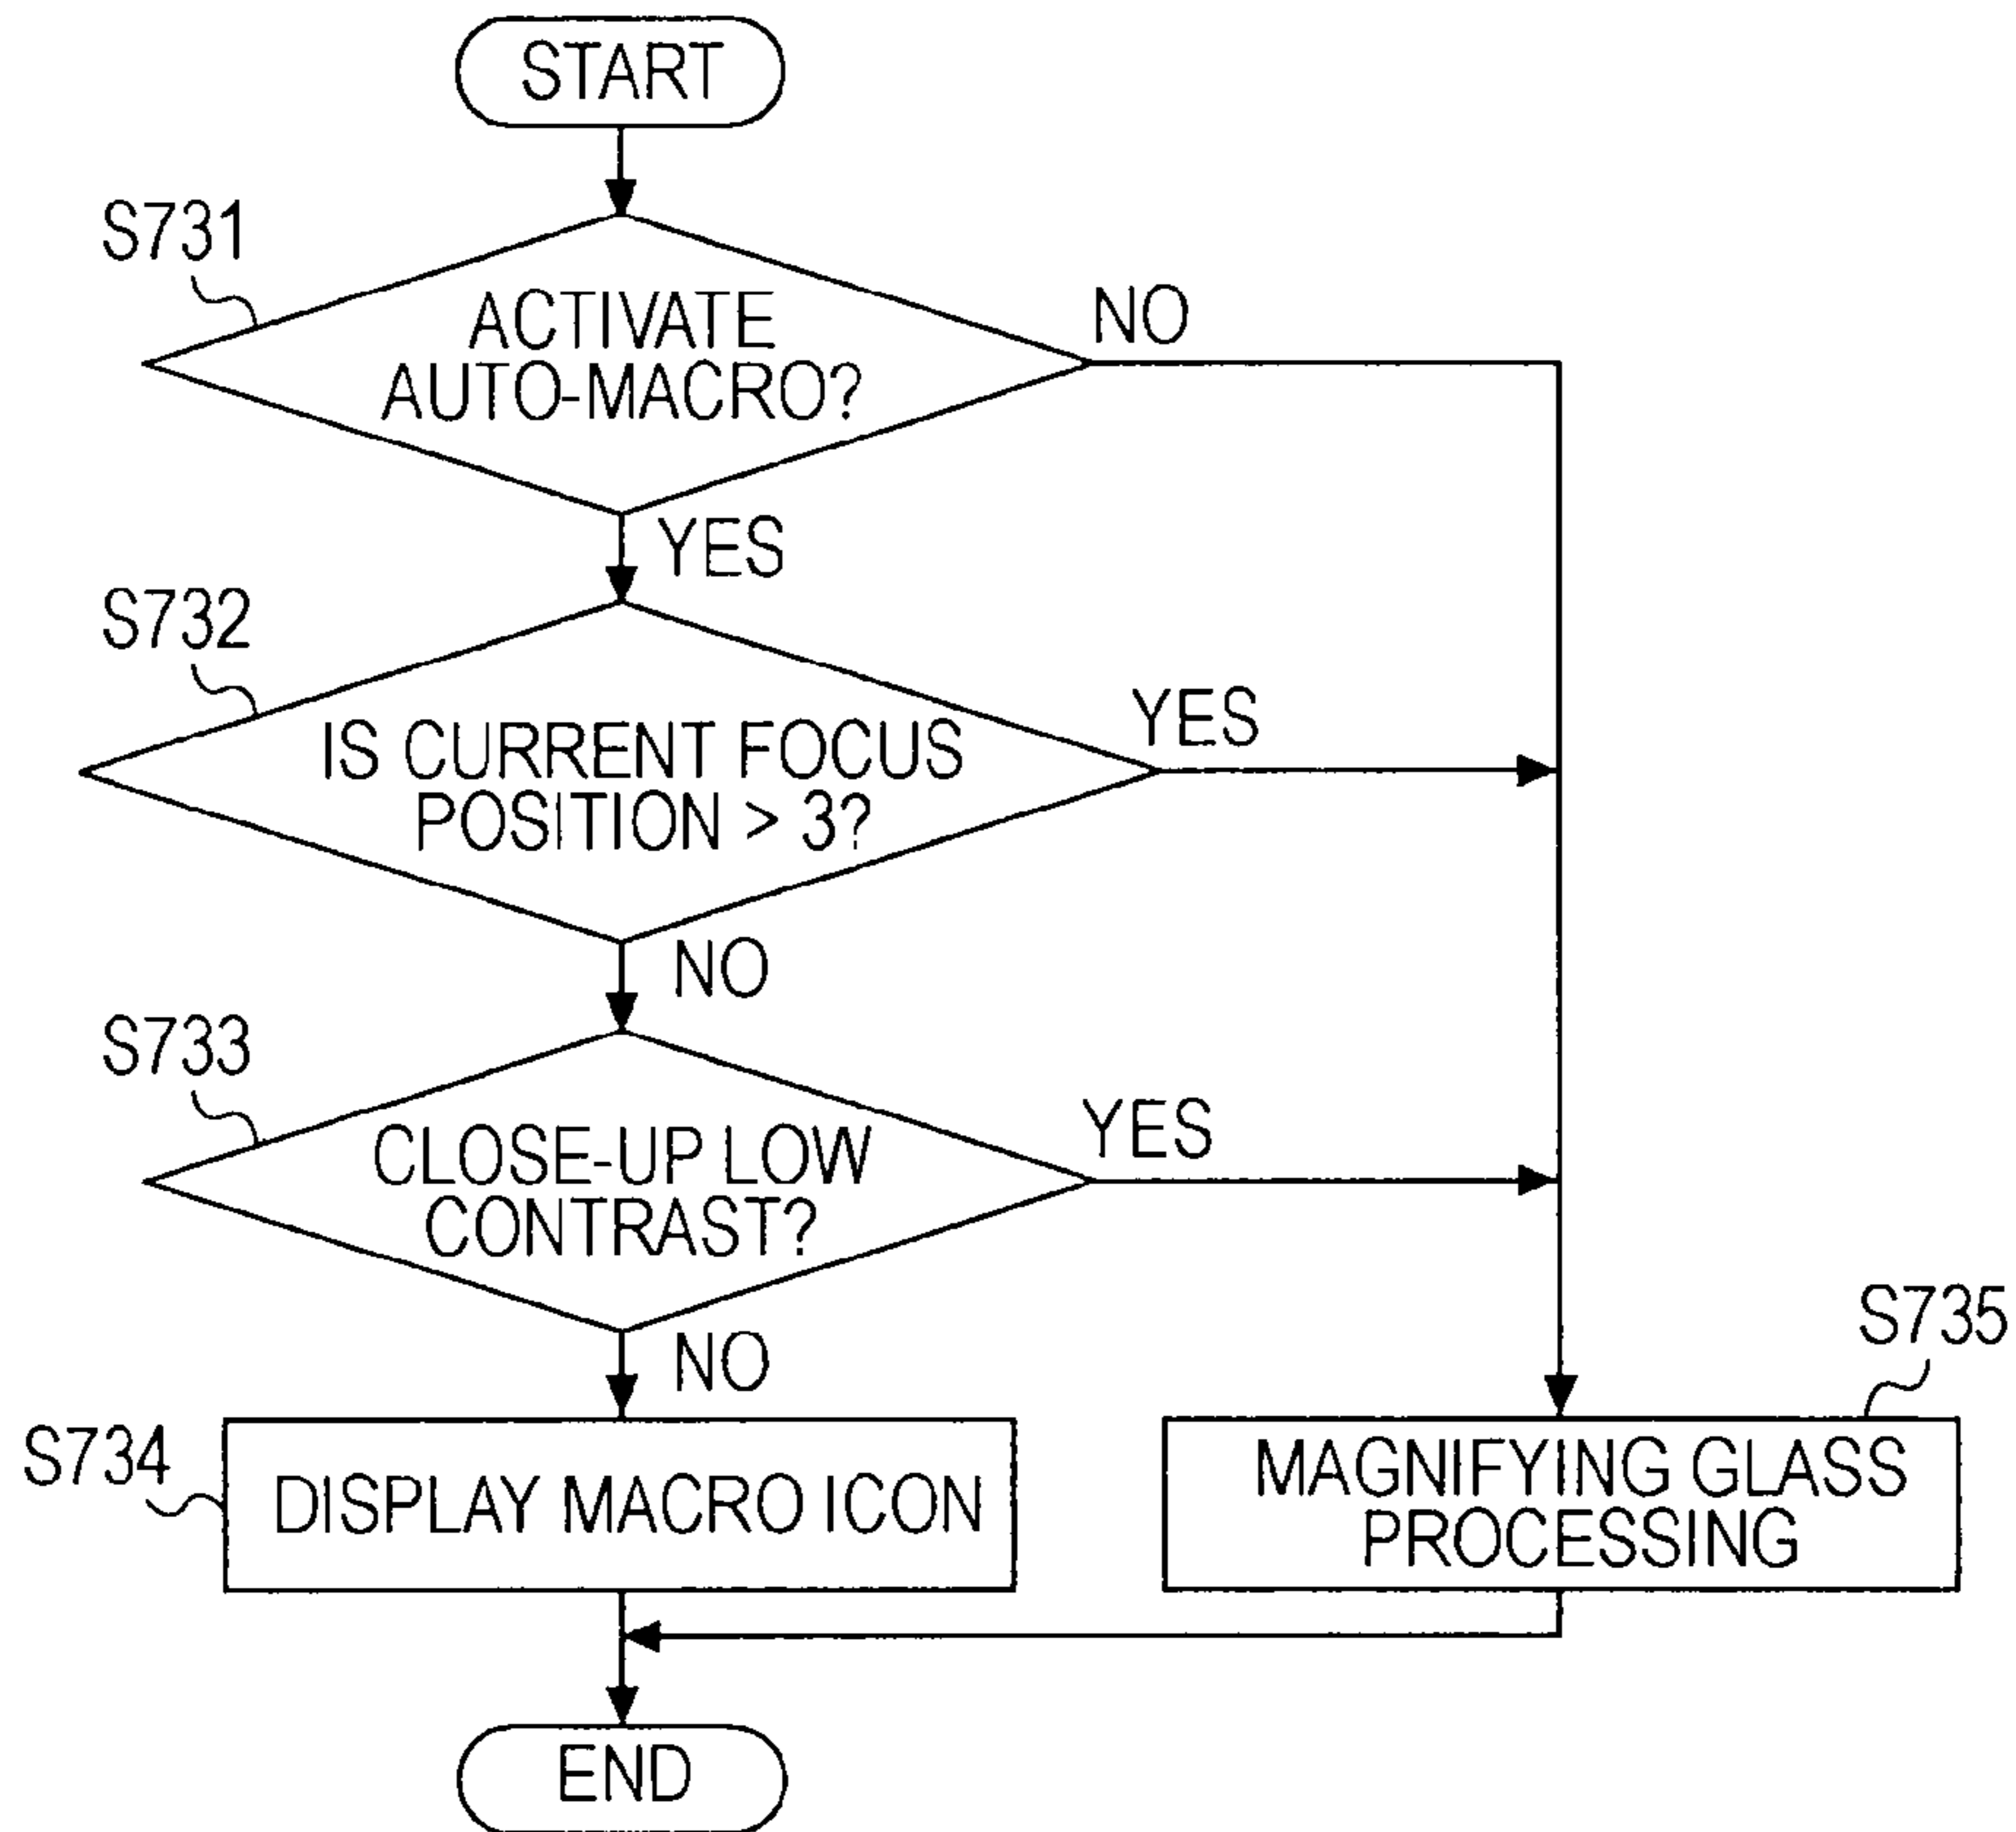 START
S731
ACTIVATE
AUTO-MACRO?
NO
YES
S732
IS CURRENT FOCUS
POSITION > 3?
YES
NO
S733
CLOSE-UP LOW
CONTRAST?
YES
NO
S734
DISPLAY MACRO ICON
S735
MAGNIFYING GLASS
PROCESSING
END